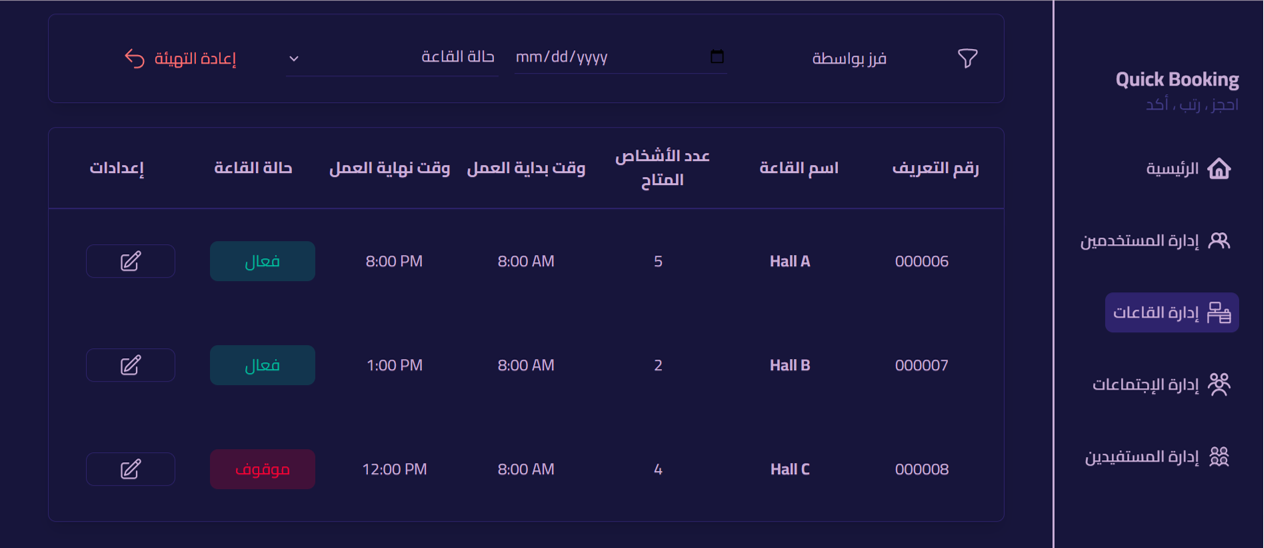 Quick Booking
احجز ، رتب ، أكد
الرئيسية
إدارة المستخدمين
إدارة القاعات
إدارة الإجتماعات
إدارة المستفيدين
فرز بواسطة
mm/dd/yyyy
حالة القاعة
إعادة التهيئة
رقم التعريف اسم القاعة عدد الأشخاص المتاح وقت بداية العمل وقت نهاية العمل حالة القاعة إعدادات
000006 Hall A 5 8:00 AM 8:00 PM فعال
000007 Hall B 2 8:00 AM 1:00 PM فعال
000008 Hall C 4 8:00 AM 12:00 PM موقوف